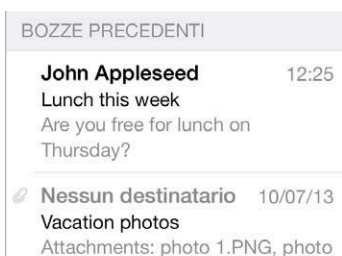 BOZZE PRECEDENTI
John Appleseed 12:25
Lunch this week
Are you free for lunch on
Thursday?
Nessun destinatario 10/07/13
Vacation photos
Attachments: photo 1.PNG, photo